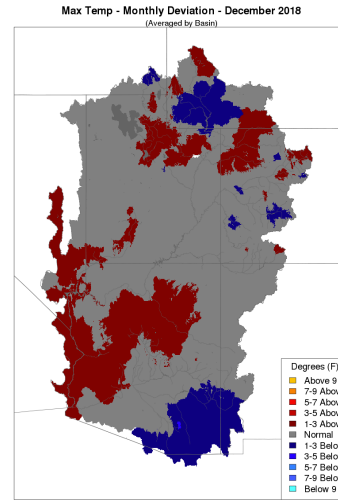 Max Temp - Monthly Deviation - December 2018
(Averaged by Basin)
Degrees (F)
Above 9
7-9 Abov
5-7 Abov
3-5 Abov
1-3 Abov
Normal
1-3 Belo
3-5 Belo
5-7 Belo
7-9 Belo
Below 9